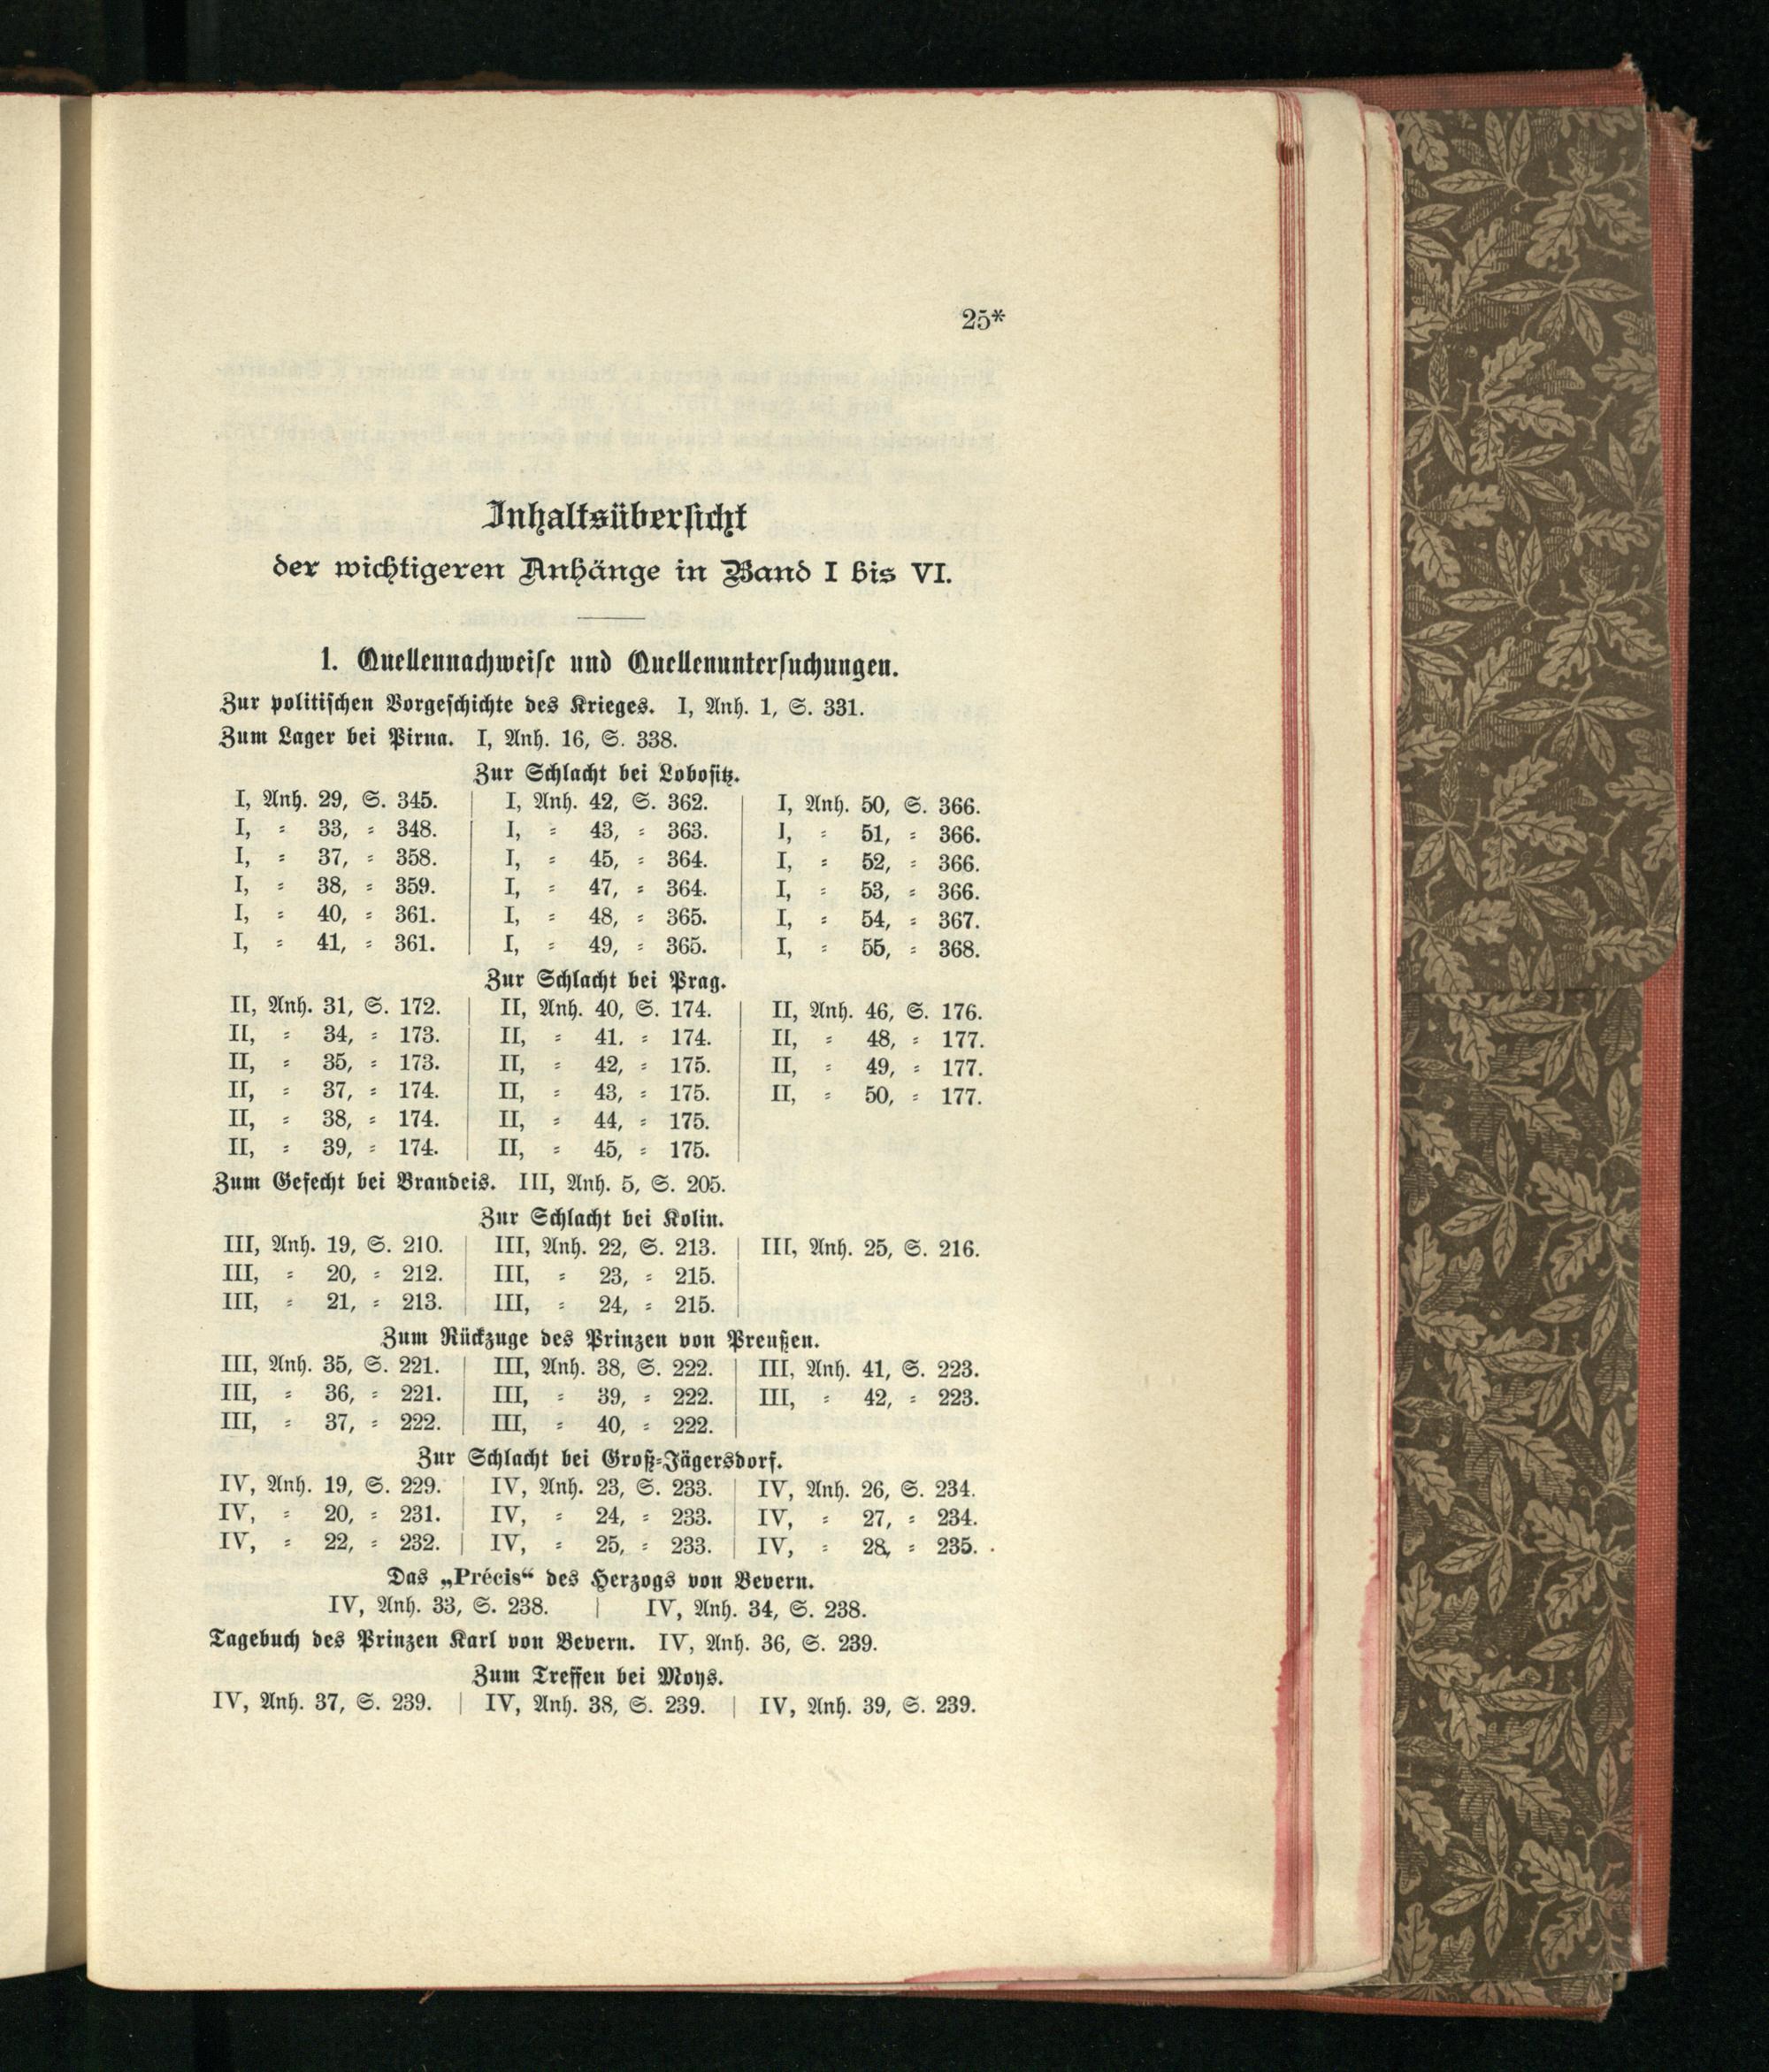 25*
Inhaltsübersicht
der wichtigeren Anhänge in Band I bis VI.
1. Quellennachweise und Quellenuntersuchungen.
Zur politischen Vorgeschichte des Krieges. I, Anh. 1, S. 331.
Zum Lager bei Pirna. I, Anh. 16, S. 338.
Zur Schlacht bei Lobositz.
I, Anh. 29, S. 345. | I, Anh. 42, S. 362. | I, Anh. 50, S. 366.
I, = 33, = 348. | I, = 43, = 363. | I, = 51, = 366.
I, = 37, = 358. | I, = 45, = 364. | I, = 52, = 366.
I, = 38, = 359. | I, = 47, = 364. | I, = 53, = 366.
I, = 40, = 361. | I, = 48, = 365. | I, = 54, = 367.
I, = 41, = 361. | I, = 49, = 365. | I, = 55, = 368.
Zur Schlacht bei Prag.
II, Anh. 31, S. 172. | II, Anh. 40, S. 174. | II, Anh. 46, S. 176.
II, = 34, = 173. | II, = 41. = 174. | II, = 48, = 177.
II, = 35, = 173. | II, = 42, = 175. | II, = 49, = 177.
II, = 37, = 174. | II, = 43, = 175. | II, = 50, = 177.
II, = 38, = 174. | II, = 44, = 175. |
II, = 39, = 174. | II, = 45, = 175. |
Zum Gefecht bei Brandeis. III, Anh. 5, S. 205.
Zur Schlacht bei Kolin.
III, Anh. 19, S. 210. | III, Anh. 22, S. 213. | III, Anh. 25, S. 216.
III, = 20, = 212. | III, = 23, = 215. |
III, = 21, = 213. | III, = 24, = 215. |
Zum Rückzuge des Prinzen von Preußen.
III, Anh. 35, S. 221. | III, Anh. 38, S. 222. | III, Anh. 41, S. 223.
III, = 36, = 221. | III, = 39, = 222. | III, = 42, = 223.
III, = 37, = 222. | III, = 40, = 222. |
Zur Schlacht bei Groß=Jägersdorf.
IV, Anh. 19, S. 229. | IV, Anh. 23, S. 233. | IV, Anh. 26, S. 234.
IV, = 20, = 231. | IV, = 24, = 233. | IV, = 27, = 234.
IV, = 22, = 232. | IV, = 25, = 233. | IV, = 28, = 235.
Das „Précis“ des Herzogs von Bevern.
IV, Anh. 33, S. 238. | IV, Anh. 34, S. 238.
Tagebuch des Prinzen Karl von Bevern. IV, Anh. 36, S. 239.
Zum Treffen bei Moys.
IV, Anh. 37, S. 239. | IV, Anh. 38, S. 239. | IV, Anh. 39, S. 239.